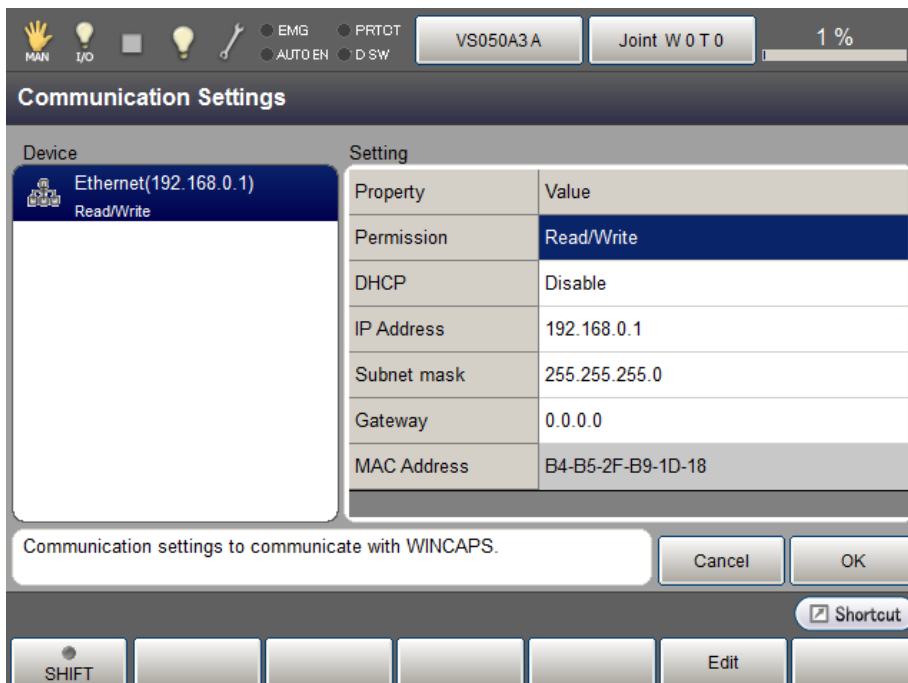 MAN
I/O
EMG
AUTO EN
PRTCT
D SW
VS050A3 A
Joint W 0 T 0
1 %
Communication Settings
Device
Ethernet(192.168.0.1)
Read/Write
Setting
Property Value
Permission Read/Write
DHCP Disable
IP Address 192.168.0.1
Subnet mask 255.255.255.0
Gateway 0.0.0.0
MAC Address B4-B5-2F-B9-1D-18
Communication settings to communicate with WINCAPS.
Cancel
OK
Shortcut
SHIFT
Edit